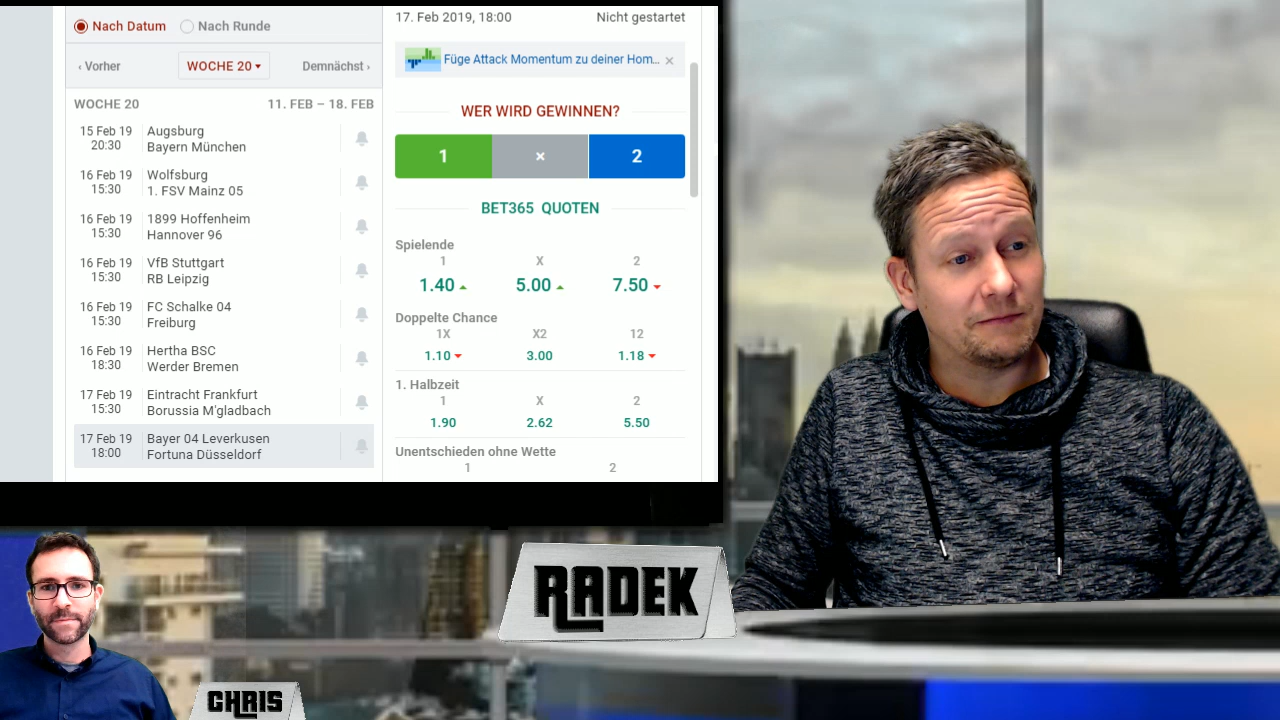 Nach Datum
Nach Runde
‹ Vorher
WOCHE 20
Demnächst ›
WOCHE 20
11. FEB – 18. FEB
15 Feb 19
20:30
Augsburg
Bayern München
16 Feb 19
15:30
Wolfsburg
1. FSV Mainz 05
16 Feb 19
15:30
1899 Hoffenheim
Hannover 96
16 Feb 19
15:30
VfB Stuttgart
RB Leipzig
16 Feb 19
15:30
FC Schalke 04
Freiburg
16 Feb 19
18:30
Hertha BSC
Werder Bremen
17 Feb 19
15:30
Eintracht Frankfurt
Borussia M'gladbach
17 Feb 19
18:00
Bayer 04 Leverkusen
Fortuna Düsseldorf
17. Feb 2019, 18:00
Nicht gestartet
Füge Attack Momentum zu deiner Hom... ×
WER WIRD GEWINNEN?
1 × 2
BET365 QUOTEN
Spielende
1 X 2
1.40 5.00 7.50
Doppelte Chance
1X X2 12
1.10 3.00 1.18
1. Halbzeit
1 X 2
1.90 2.62 5.50
Unentschieden ohne Wette
1 2
RADEK
CHRIS